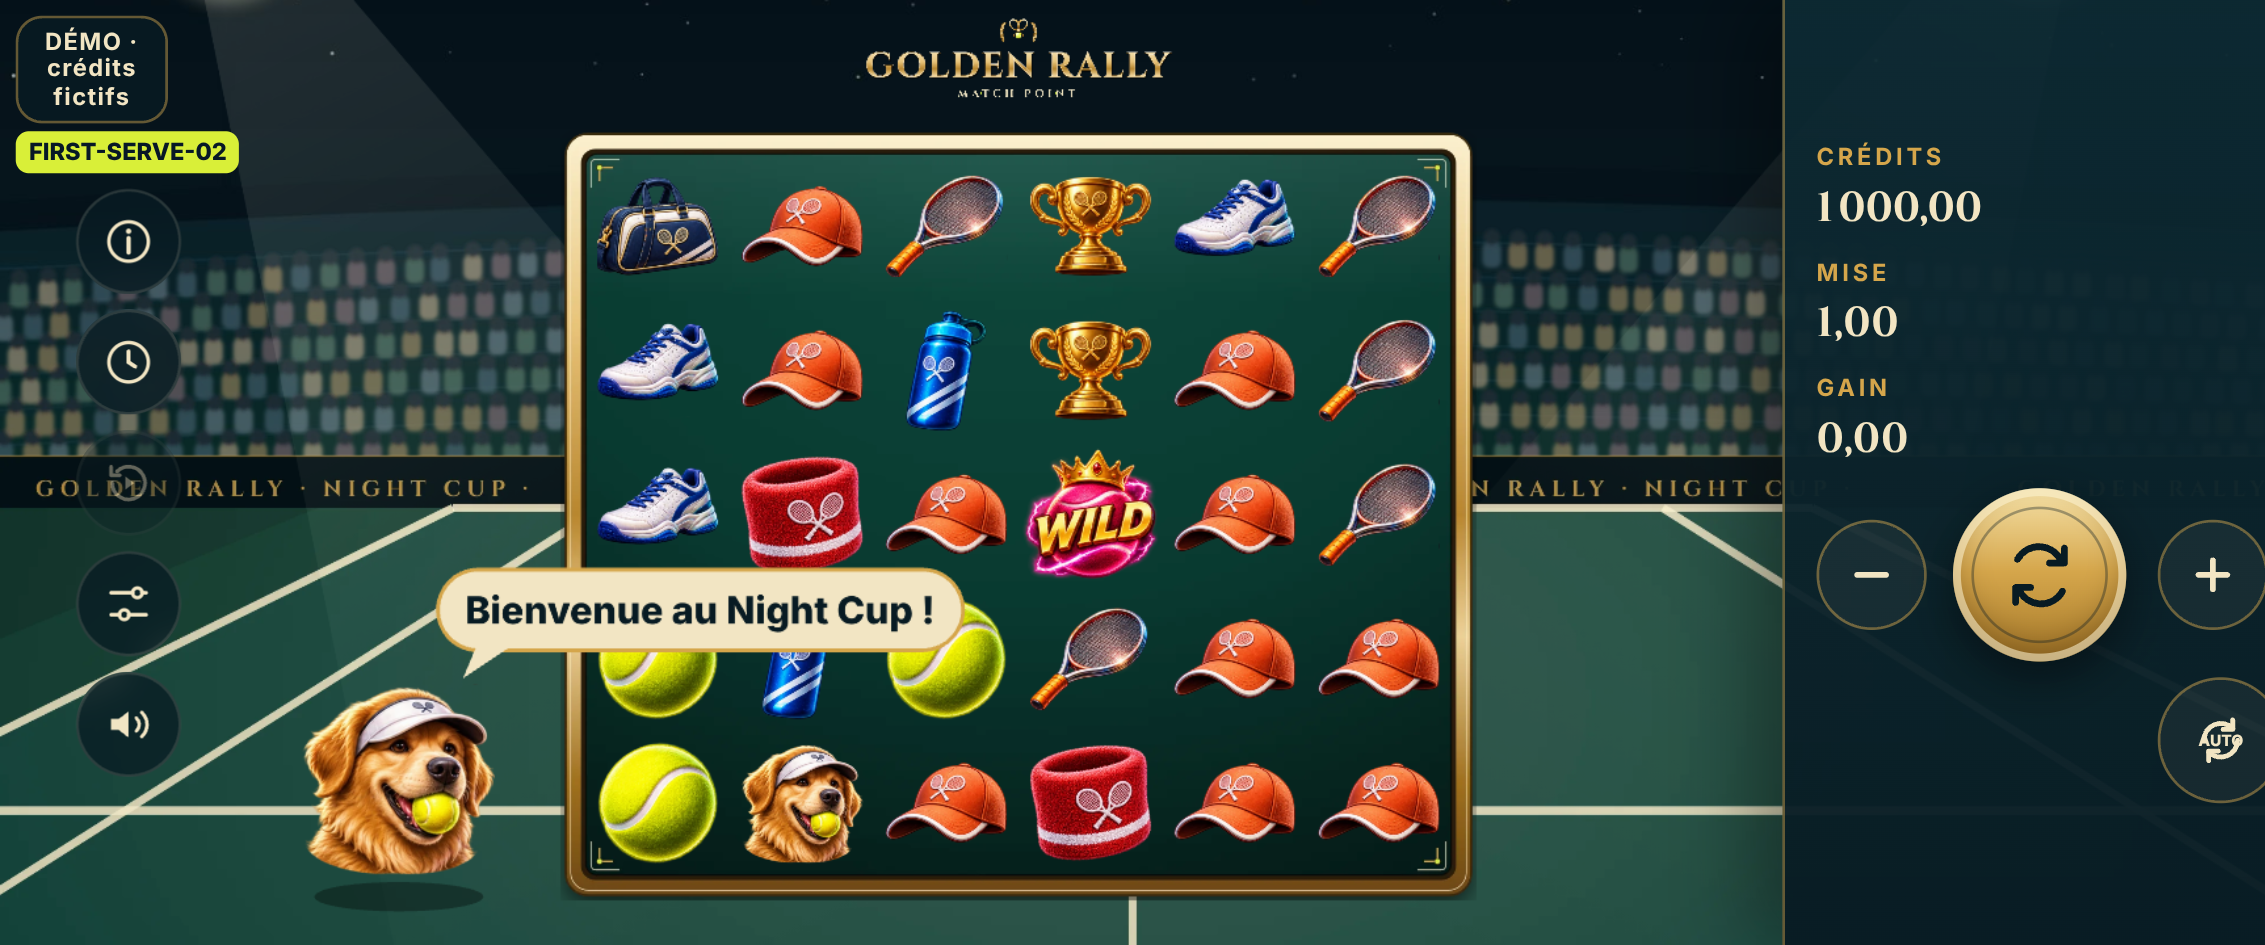 DÉMO ·
crédits
fictifs
FIRST-SERVE-02
GOLDEN RALLY
MATCH POINT
CRÉDITS
1000,00
MISE
1,00
GAIN
0,00
GOLDEN RALLY · NIGHT CUP ·
N RALLY · NIGHT CUP
WILD
Bienvenue au Night Cup !
AUTO